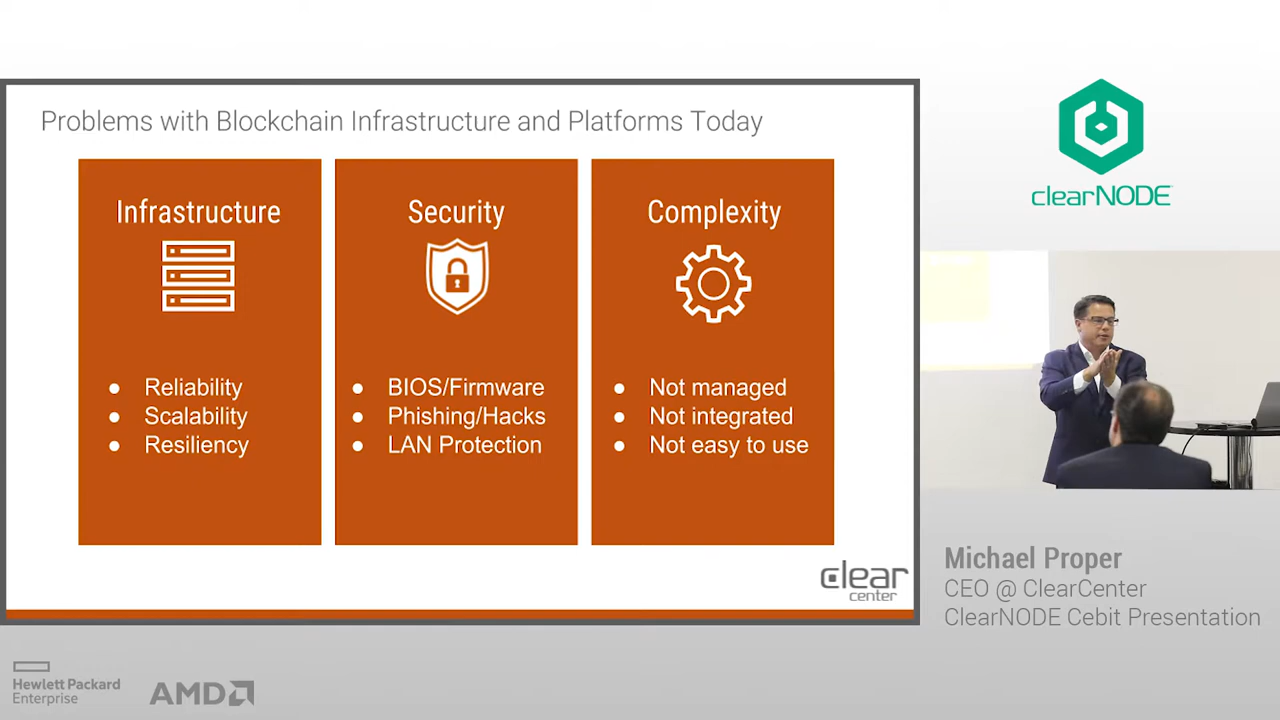 Problems with Blockchain Infrastructure and Platforms Today
Infrastructure
● Reliability
● Scalability
● Resiliency
Security
● BIOS/Firmware
● Phishing/Hacks
● LAN Protection
Complexity
● Not managed
● Not integrated
● Not easy to use
clear
center
clearNODE
Michael Proper
CEO @ ClearCenter
ClearNODE Cebit Presentation
Hewlett Packard
Enterprise
AMD